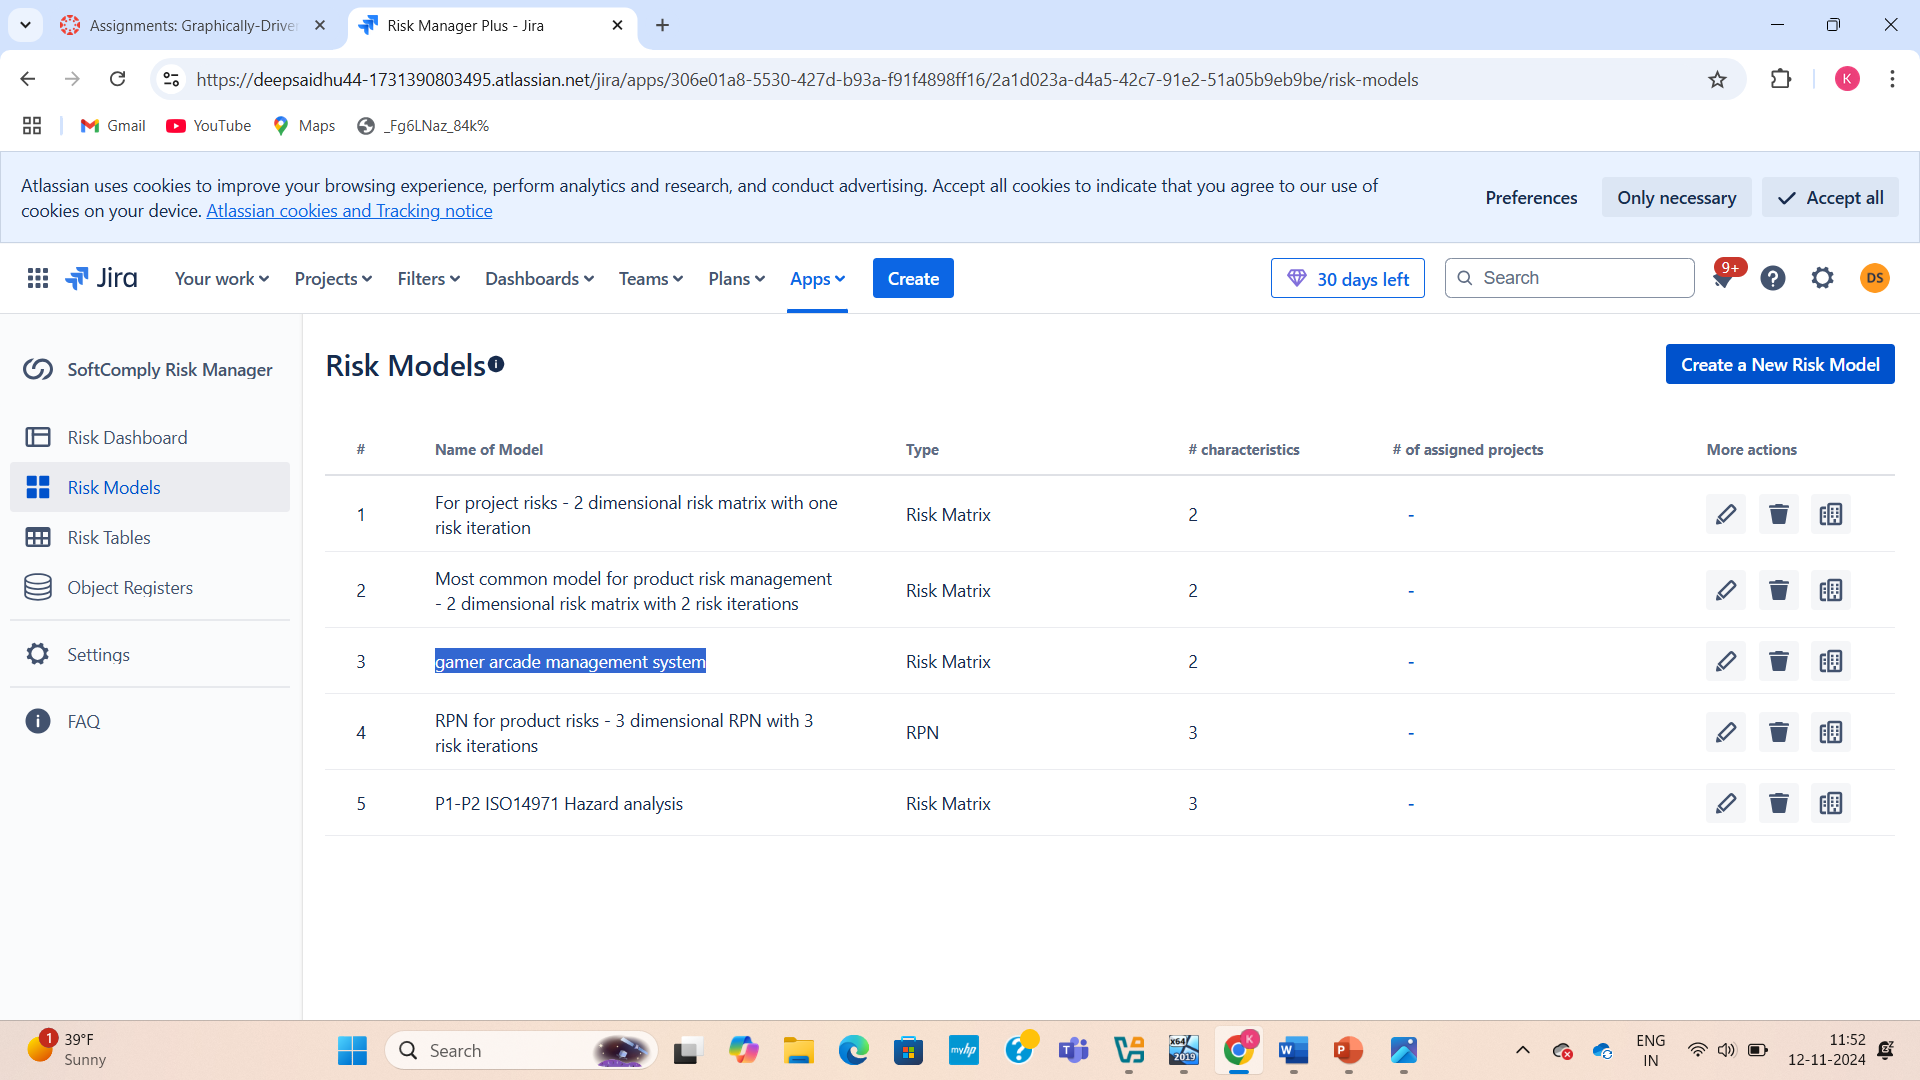 Assignments: Graphically-Driven
Risk Manager Plus - Jira
https://deepsaidhu44-1731390803495.atlassian.net/jira/apps/306e01a8-5530-427d-b93a-f91f4898ff16/2a1d023a-d4a5-42c7-91e2-51a05b9eb9be/risk-models
K
Gmail
YouTube
Maps
_Fg6LNaz_84k%
Atlassian uses cookies to improve your browsing experience, perform analytics and research, and conduct advertising. Accept all cookies to indicate that you agree to our use of
cookies on your device. Atlassian cookies and Tracking notice
Preferences
Only necessary
Accept all
Jira
Your work
Projects
Filters
Dashboards
Teams
Plans
Apps
Create
30 days left
Search
9+
DS
SoftComply Risk Manager
Risk Dashboard
Risk Models
Risk Tables
Object Registers
Settings
FAQ
Risk Models
Create a New Risk Model
# Name of Model Type # characteristics # of assigned projects More actions
1 For project risks - 2 dimensional risk matrix with one Risk Matrix 2 -
risk iteration
2 Most common model for product risk management Risk Matrix 2 -
- 2 dimensional risk matrix with 2 risk iterations
3 gamer arcade management system Risk Matrix 2 -
4 RPN for product risks - 3 dimensional RPN with 3 RPN 3 -
risk iterations
5 P1-P2 ISO14971 Hazard analysis Risk Matrix 3 -
1
39°F
Sunny
Search
myhp
x64
2019
K
W
P
ENG
IN
11:52
12-11-2024